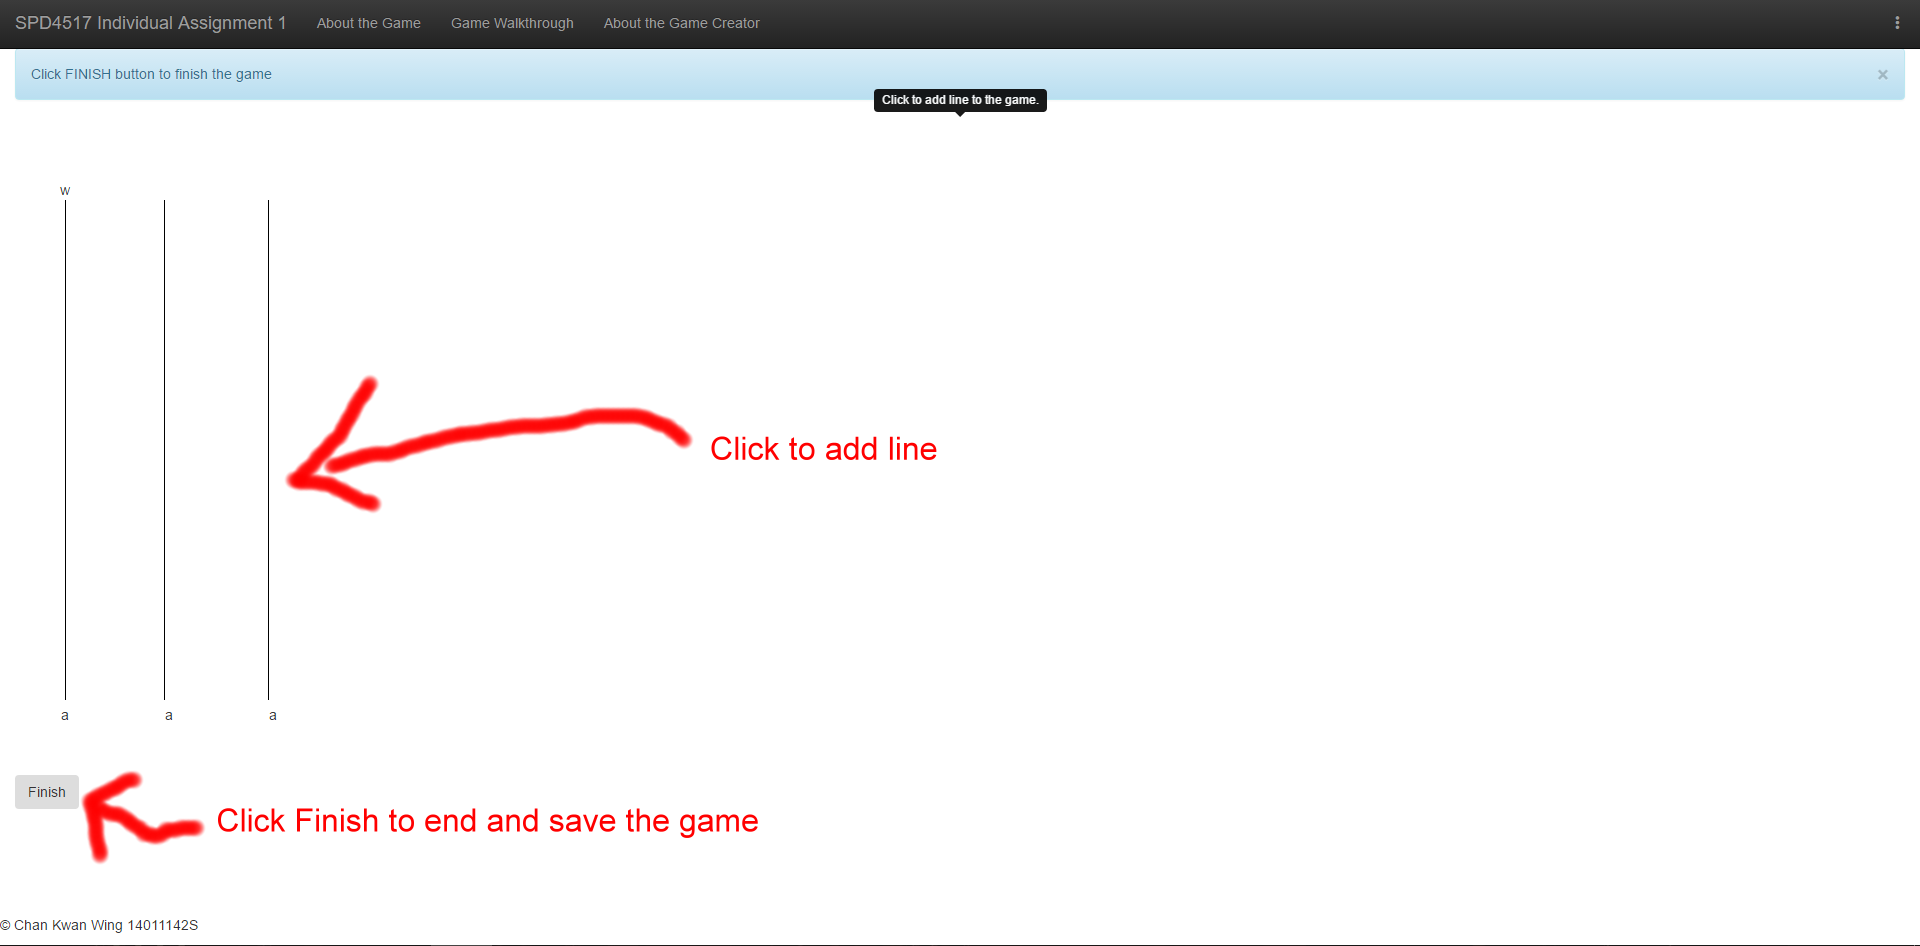 SPD4517 Individual Assignment 1 About the Game Game Walkthrough About the Game Creator
Click FINISH button to finish the game ×
Click to add line to the game.
w
Click to add line
a a a
Finish
Click Finish to end and save the game
© Chan Kwan Wing 14011142S